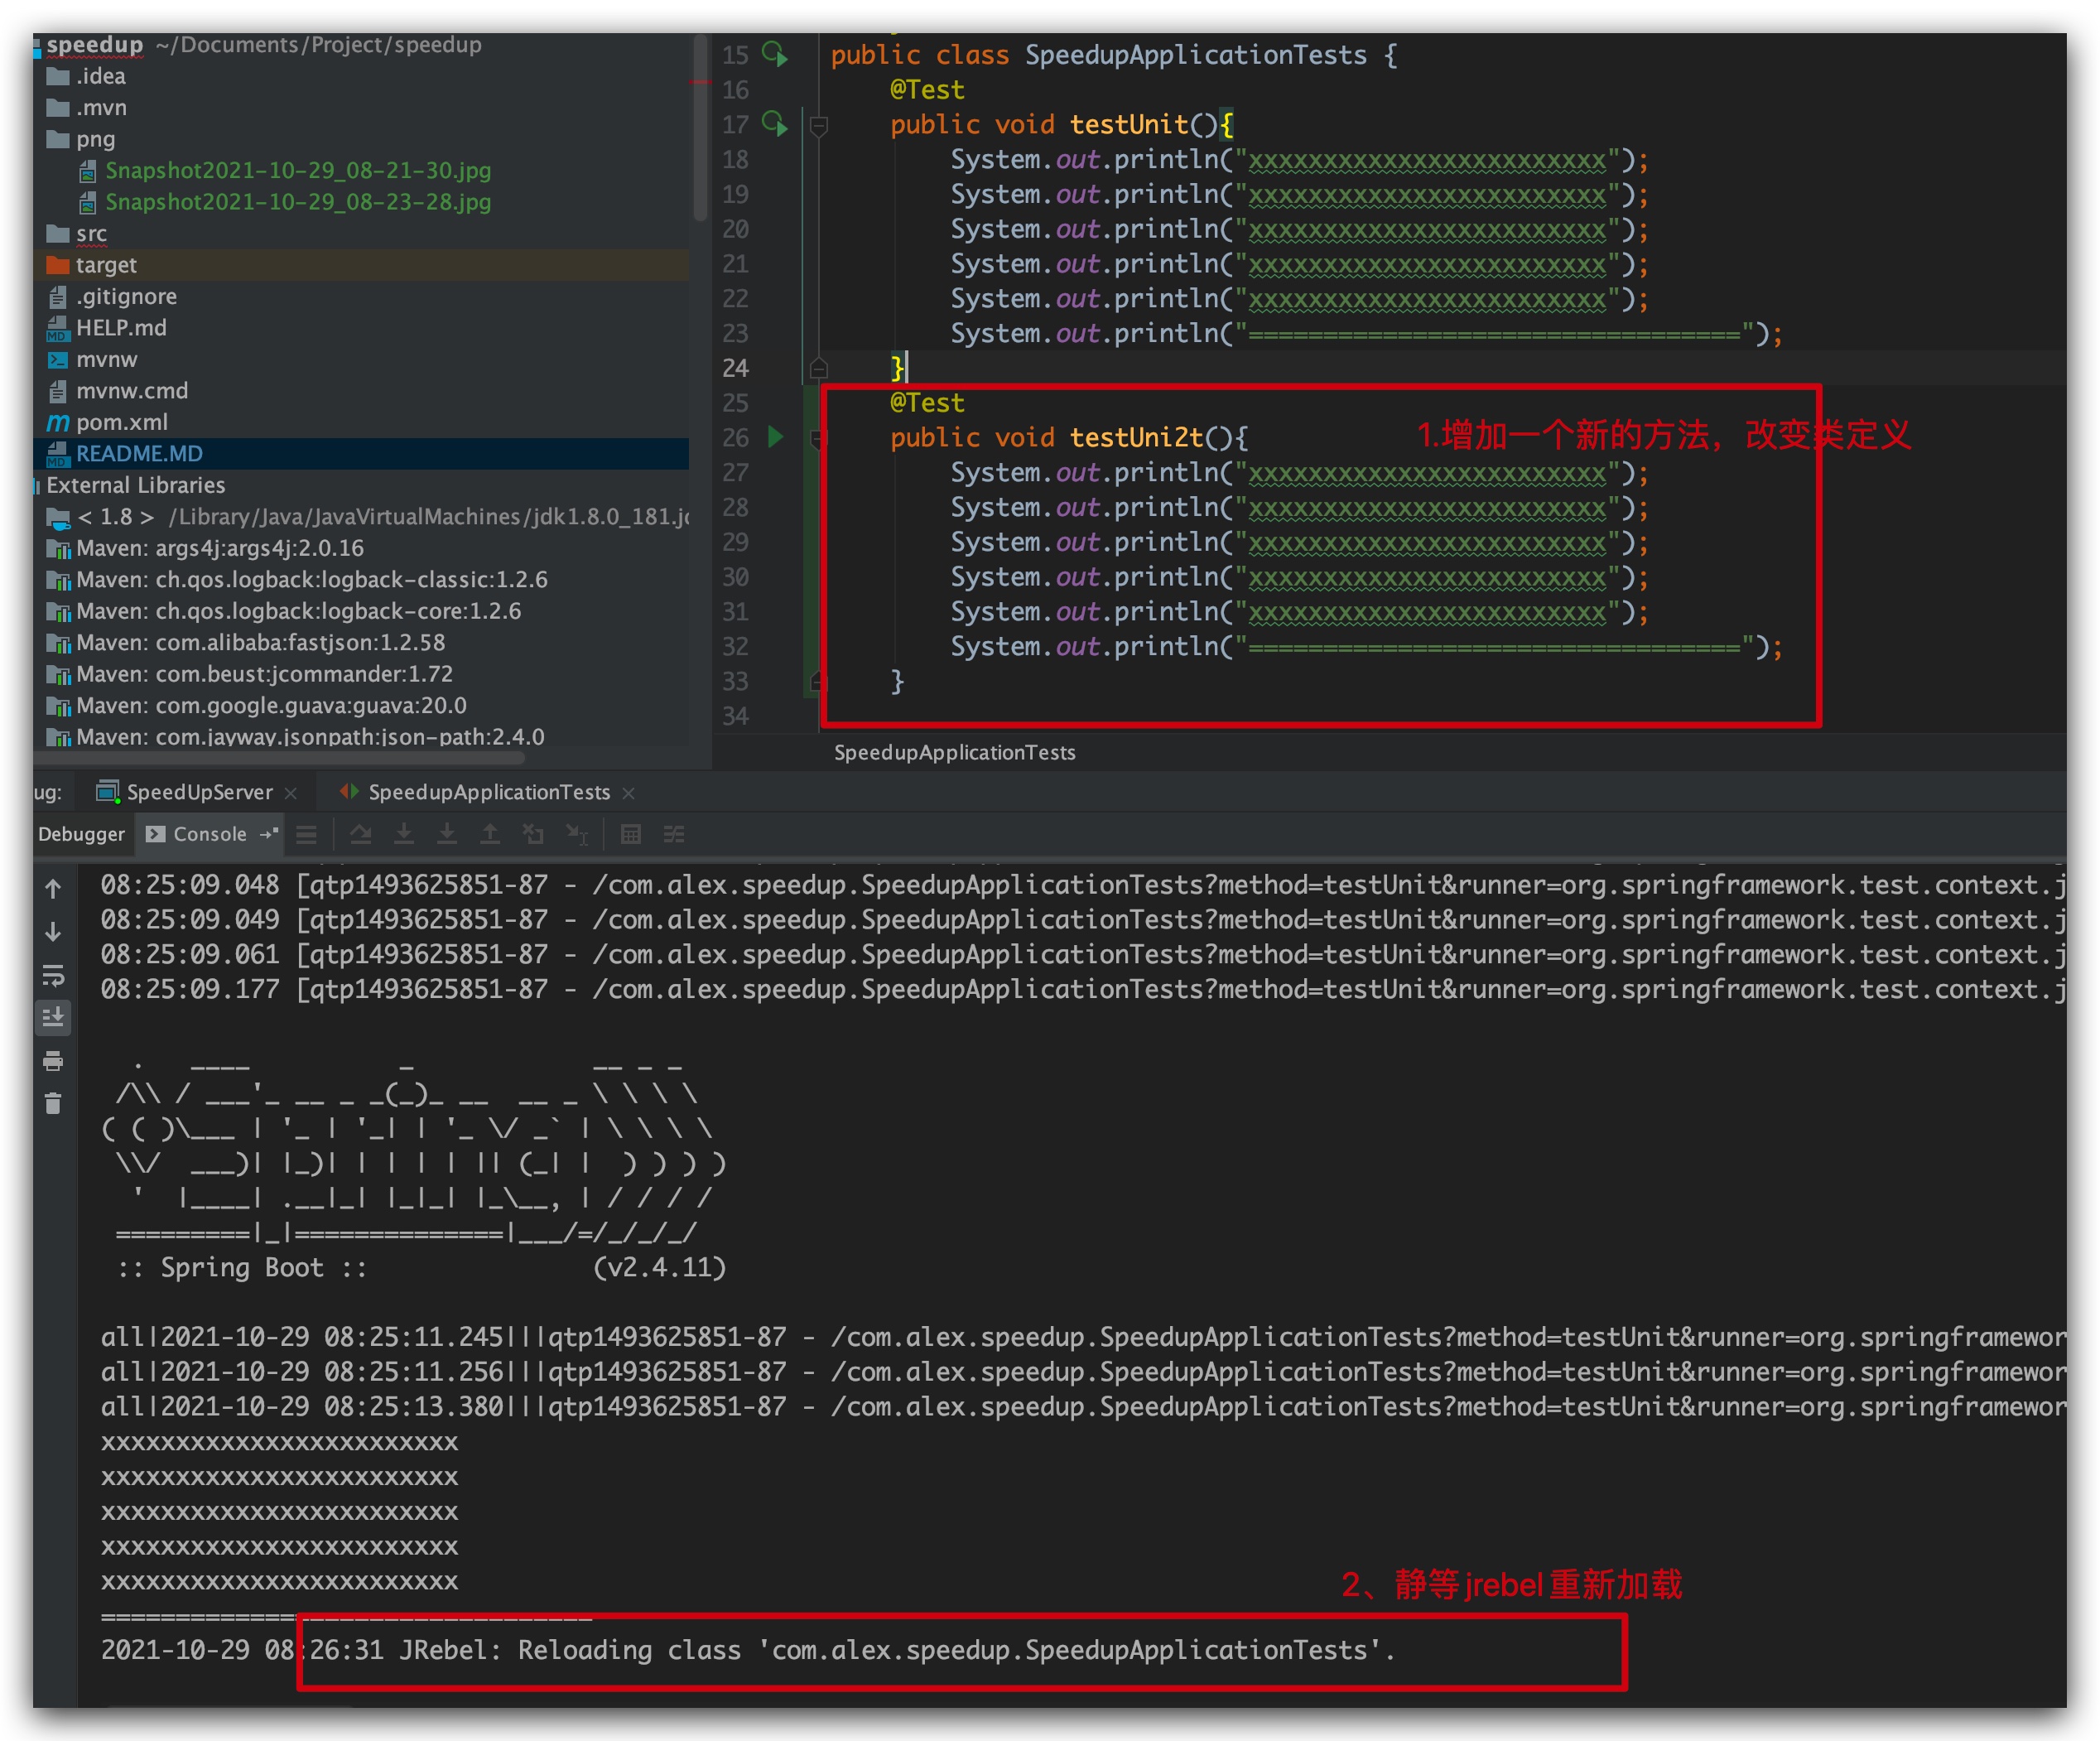 speedup ~/Documents/Project/speedup
.idea
.mvn
png
Snapshot2021-10-29_08-21-30.jpg
Snapshot2021-10-29_08-23-28.jpg
src
target
.gitignore
HELP.md
mvnw
mvnw.cmd
pom.xml
README.MD
External Libraries
< 1.8 > /Library/Java/JavaVirtualMachines/jdk1.8.0_181.jd
Maven: args4j:args4j:2.0.16
Maven: ch.qos.logback:logback-classic:1.2.6
Maven: ch.qos.logback:logback-core:1.2.6
Maven: com.alibaba:fastjson:1.2.58
Maven: com.beust:jcommander:1.72
Maven: com.google.guava:guava:20.0
Maven: com.jayway.jsonpath:json-path:2.4.0
15 public class SpeedupApplicationTests {
16 @Test
17 public void testUnit(){
18 System.out.println("xxxxxxxxxxxxxxxxxxxxxxxx");
19 System.out.println("xxxxxxxxxxxxxxxxxxxxxxxx");
20 System.out.println("xxxxxxxxxxxxxxxxxxxxxxxx");
21 System.out.println("xxxxxxxxxxxxxxxxxxxxxxxx");
22 System.out.println("xxxxxxxxxxxxxxxxxxxxxxxx");
23 System.out.println("=================================");
24 }
25 @Test
26 public void testUni2t(){
1.增加一个新的方法，改变类定义
27 System.out.println("xxxxxxxxxxxxxxxxxxxxxxxx");
28 System.out.println("xxxxxxxxxxxxxxxxxxxxxxxx");
29 System.out.println("xxxxxxxxxxxxxxxxxxxxxxxx");
30 System.out.println("xxxxxxxxxxxxxxxxxxxxxxxx");
31 System.out.println("xxxxxxxxxxxxxxxxxxxxxxxx");
32 System.out.println("=================================");
33 }
34
SpeedupApplicationTests
ug: SpeedUpServer SpeedupApplicationTests
Debugger Console
08:25:09.048 [qtp1493625851-87 - /com.alex.speedup.SpeedupApplicationTests?method=testUnit&runner=org.springframework.test.context.j
08:25:09.049 [qtp1493625851-87 - /com.alex.speedup.SpeedupApplicationTests?method=testUnit&runner=org.springframework.test.context.j
08:25:09.061 [qtp1493625851-87 - /com.alex.speedup.SpeedupApplicationTests?method=testUnit&runner=org.springframework.test.context.j
08:25:09.177 [qtp1493625851-87 - /com.alex.speedup.SpeedupApplicationTests?method=testUnit&runner=org.springframework.test.context.j
  .   ____          _            __ _ _
 /\\ / ___'_ __ _ _(_)_ __  __ _ \ \ \ \
( ( )\___ | '_ | '_| | '_ \/ _` | \ \ \ \
 \\/  ___)| |_)| | | | | || (_| |  ) ) ) )
  '  |____| .__|_| |_|_| |_\__, | / / / /
 =========|_|==============|___/=/_/_/_/
 :: Spring Boot ::               (v2.4.11)
all|2021-10-29 08:25:11.245|||qtp1493625851-87 - /com.alex.speedup.SpeedupApplicationTests?method=testUnit&runner=org.springframewor
all|2021-10-29 08:25:11.256|||qtp1493625851-87 - /com.alex.speedup.SpeedupApplicationTests?method=testUnit&runner=org.springframewor
all|2021-10-29 08:25:13.380|||qtp1493625851-87 - /com.alex.speedup.SpeedupApplicationTests?method=testUnit&runner=org.springframewor
xxxxxxxxxxxxxxxxxxxxxxxx
xxxxxxxxxxxxxxxxxxxxxxxx
xxxxxxxxxxxxxxxxxxxxxxxx
xxxxxxxxxxxxxxxxxxxxxxxx
xxxxxxxxxxxxxxxxxxxxxxxx
2、静等jrebel重新加载
=================================
2021-10-29 08:26:31 JRebel: Reloading class 'com.alex.speedup.SpeedupApplicationTests'.